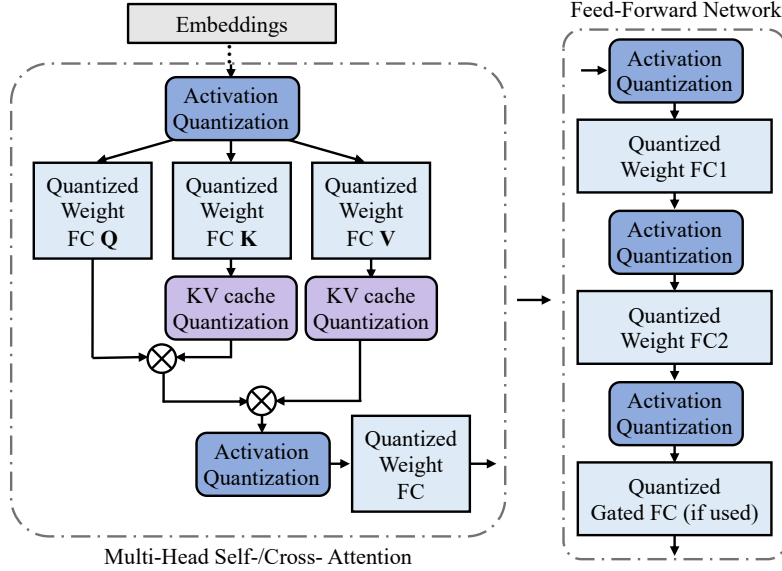 Embeddings
Activation
Quantization
Quantized
Weight
FC Q
Quantized
Weight
FC K
Quantized
Weight
FC V
KV cache
Quantization
KV cache
Quantization
Activation
Quantization
Quantized
Weight
FC
Multi-Head Self-/Cross- Attention
Feed-Forward Network
Activation
Quantization
Quantized
Weight FC1
Activation
Quantization
Quantized
Weight FC2
Activation
Quantization
Quantized
Gated FC (if used)